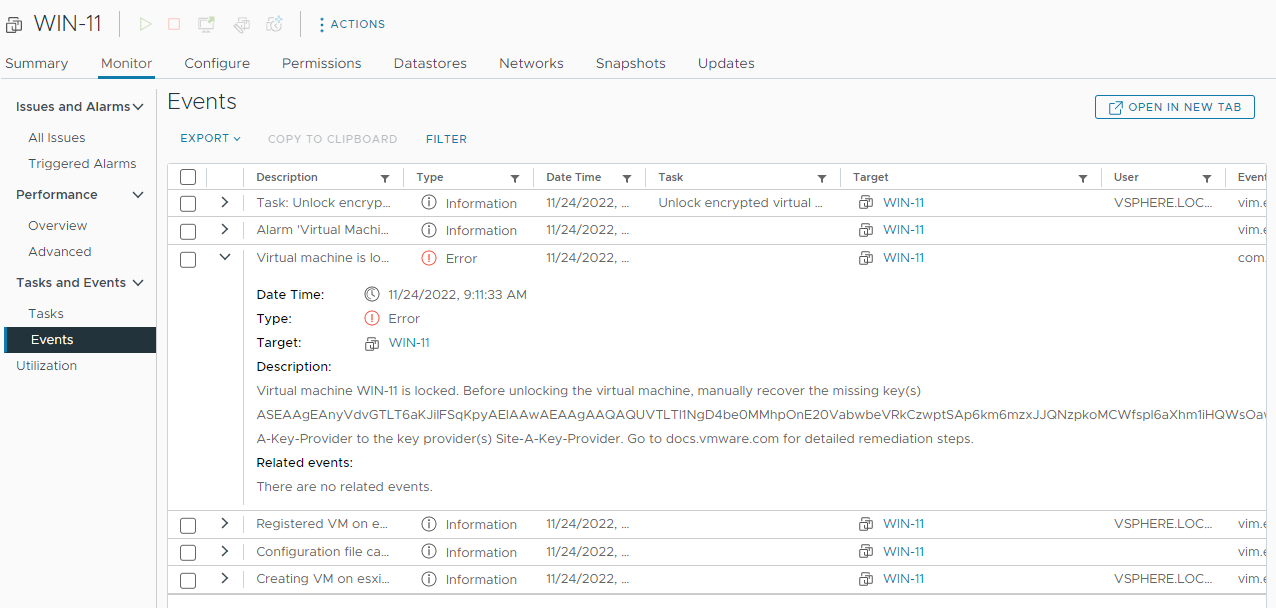 WIN-11
ACTIONS
Summary Monitor Configure Permissions Datastores Networks Snapshots Updates
Issues and Alarms
All Issues
Triggered Alarms
Performance
Overview
Advanced
Tasks and Events
Tasks
Events
Utilization
Events
OPEN IN NEW TAB
EXPORT COPY TO CLIPBOARD FILTER
Description Type Date Time Task Target User Event
Task: Unlock encryp... Information 11/24/2022, ... Unlock encrypted virtual ... WIN-11 VSPHERE.LOC... vim.e
Alarm 'Virtual Machi... Information 11/24/2022, ... WIN-11 vim.e
Virtual machine is lo... Error 11/24/2022, ... WIN-11 com.
Date Time: 11/24/2022, 9:11:33 AM
Type: Error
Target: WIN-11
Description:
Virtual machine WIN-11 is locked. Before unlocking the virtual machine, manually recover the missing key(s)
A-Key-Provider to the key provider(s) Site-A-Key-Provider. Go to docs.vmware.com for detailed remediation steps.
Related events:
There are no related events.
Registered VM on e... Information 11/24/2022, ... WIN-11 VSPHERE.LOC... vim.e
Configuration file ca... Information 11/24/2022, ... WIN-11 vim.e
Creating VM on esxi... Information 11/24/2022, ... WIN-11 VSPHERE.LOC... vim.e